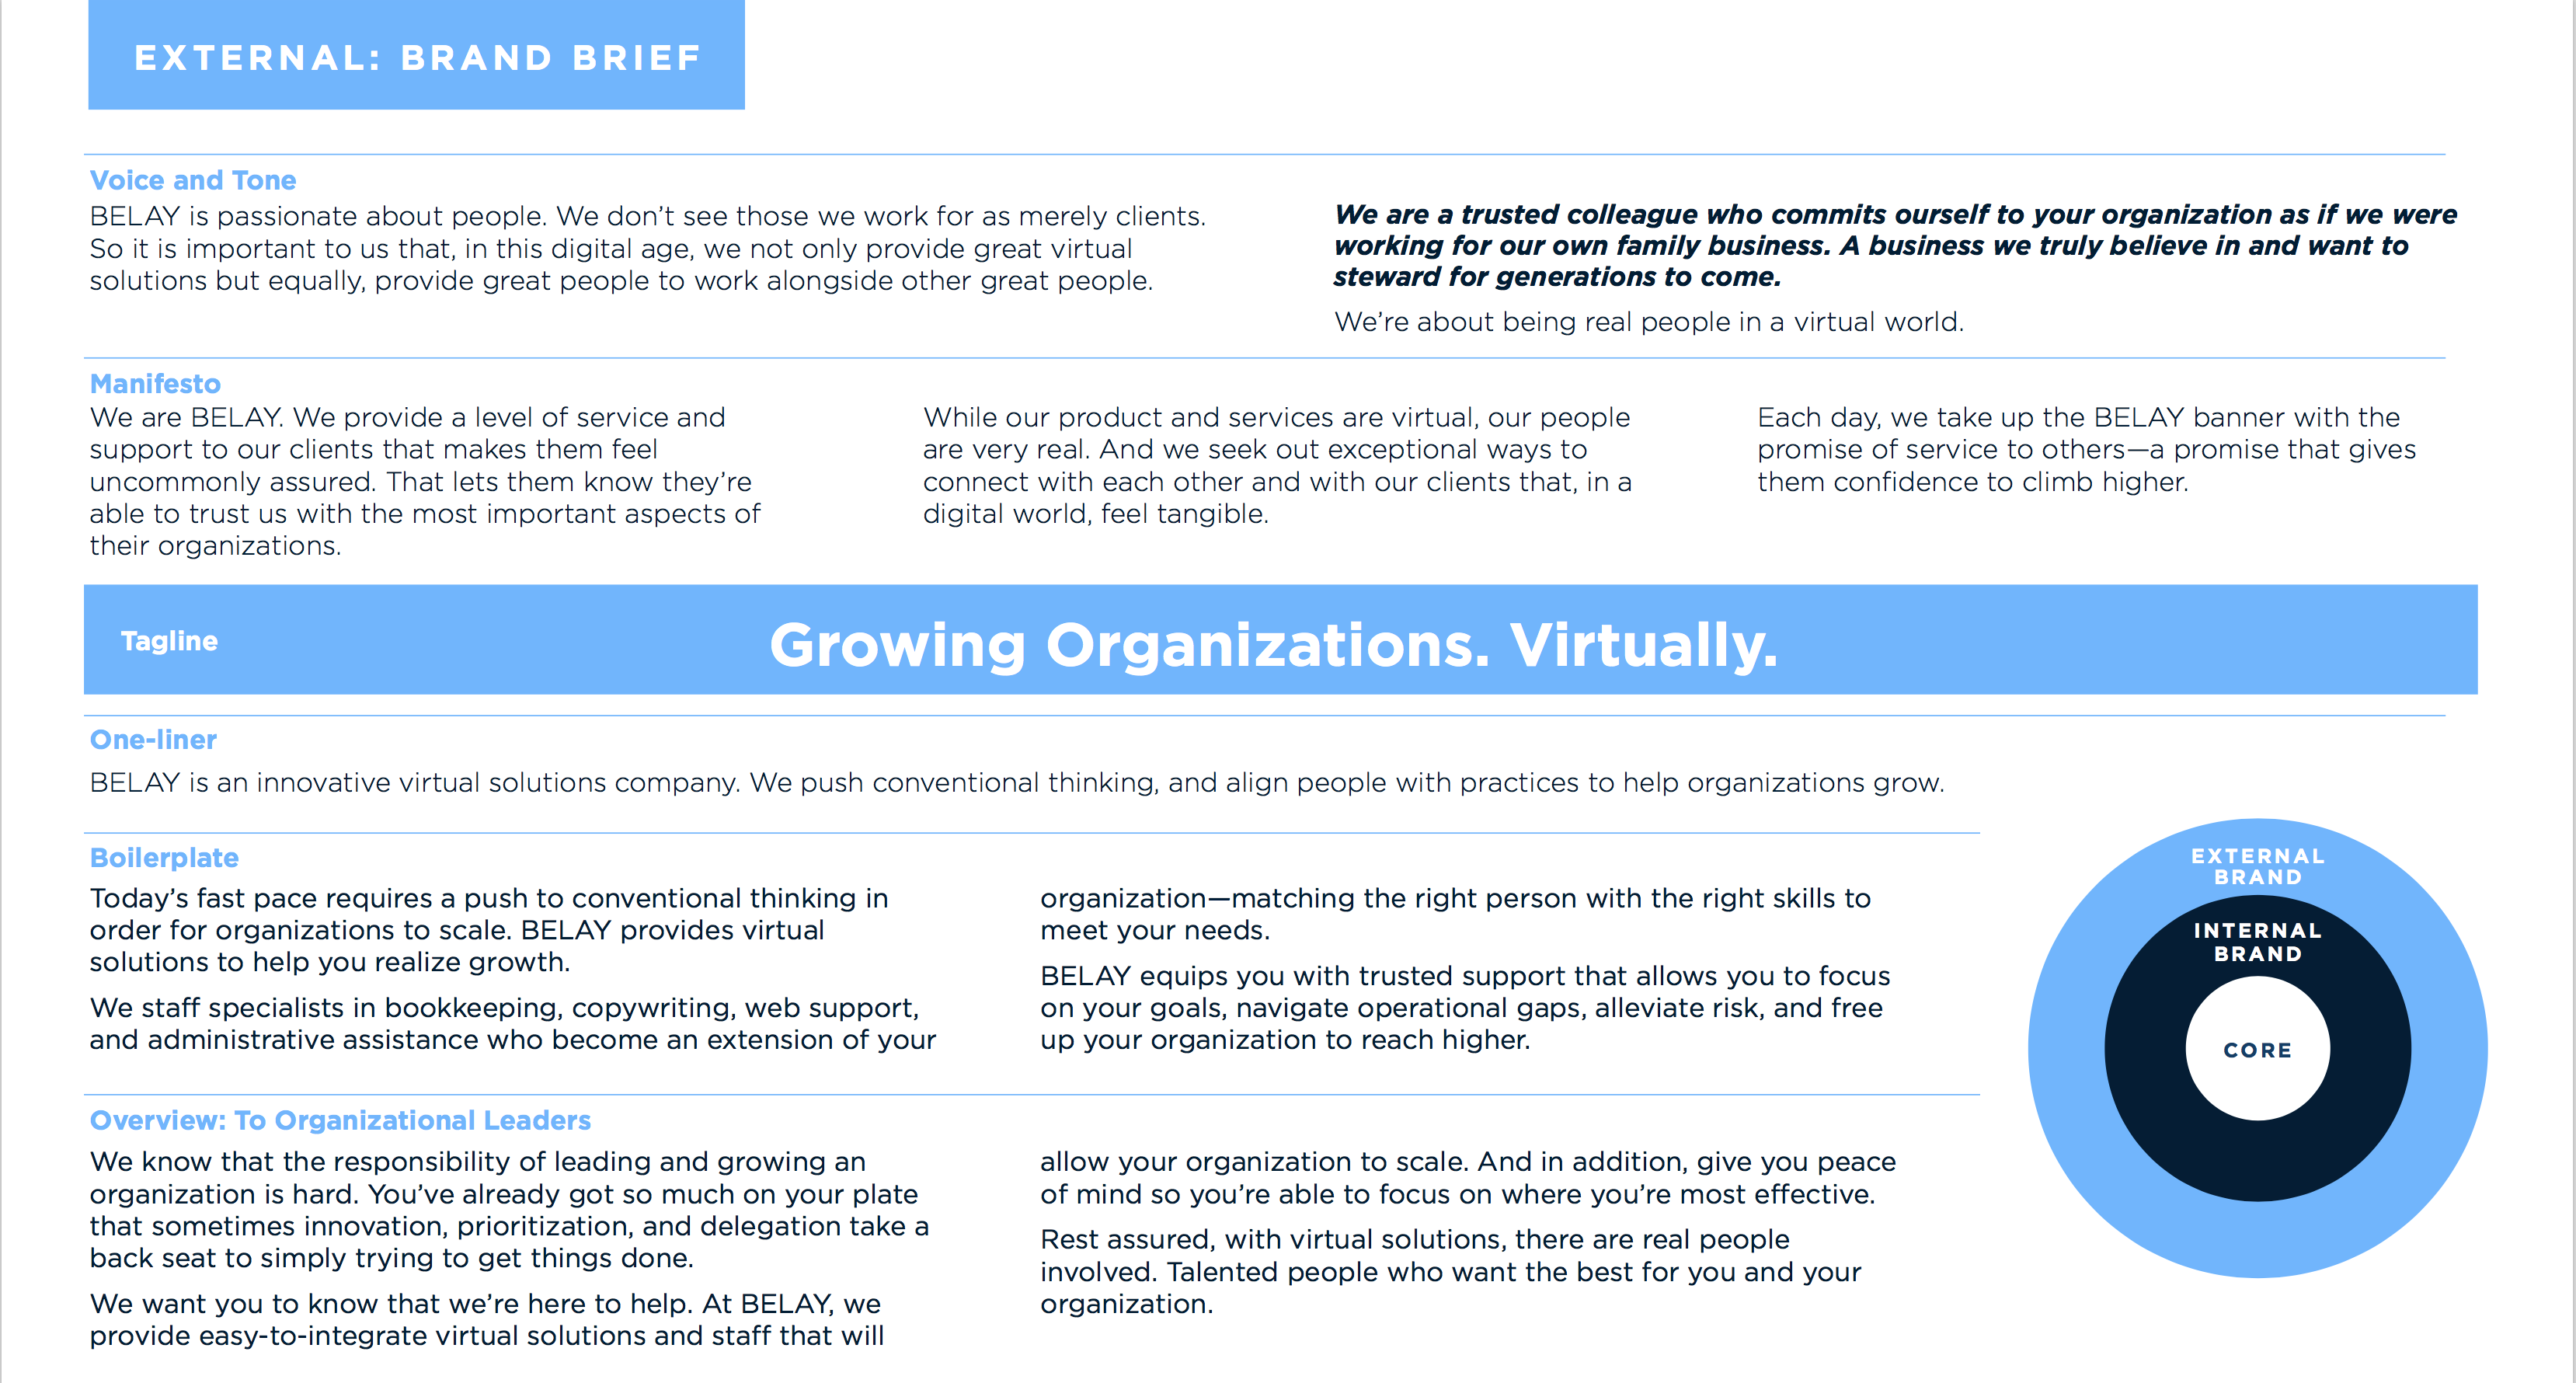 EXTERNAL: BRAND BRIEF
Voice and Tone
BELAY is passionate about people. We don’t see those we work for as merely clients.
So it is important to us that, in this digital age, we not only provide great virtual
solutions but equally, provide great people to work alongside other great people.
We are a trusted colleague who commits ourself to your organization as if we were
working for our own family business. A business we truly believe in and want to
steward for generations to come.
We’re about being real people in a virtual world.
Manifesto
We are BELAY. We provide a level of service and
support to our clients that makes them feel
uncommonly assured. That lets them know they’re
able to trust us with the most important aspects of
their organizations.
While our product and services are virtual, our people
are very real. And we seek out exceptional ways to
connect with each other and with our clients that, in a
digital world, feel tangible.
Each day, we take up the BELAY banner with the
promise of service to others—a promise that gives
them confidence to climb higher.
Tagline
Growing Organizations. Virtually.
One-liner
BELAY is an innovative virtual solutions company. We push conventional thinking, and align people with practices to help organizations grow.
Boilerplate
Today’s fast pace requires a push to conventional thinking in
order for organizations to scale. BELAY provides virtual
solutions to help you realize growth.
We staff specialists in bookkeeping, copywriting, web support,
and administrative assistance who become an extension of your
organization—matching the right person with the right skills to
meet your needs.
BELAY equips you with trusted support that allows you to focus
on your goals, navigate operational gaps, alleviate risk, and free
up your organization to reach higher.
Overview: To Organizational Leaders
We know that the responsibility of leading and growing an
organization is hard. You’ve already got so much on your plate
that sometimes innovation, prioritization, and delegation take a
back seat to simply trying to get things done.
We want you to know that we’re here to help. At BELAY, we
provide easy-to-integrate virtual solutions and staff that will
allow your organization to scale. And in addition, give you peace
of mind so you’re able to focus on where you’re most effective.
Rest assured, with virtual solutions, there are real people
involved. Talented people who want the best for you and your
organization.
EXTERNAL
BRAND
INTERNAL
BRAND
CORE